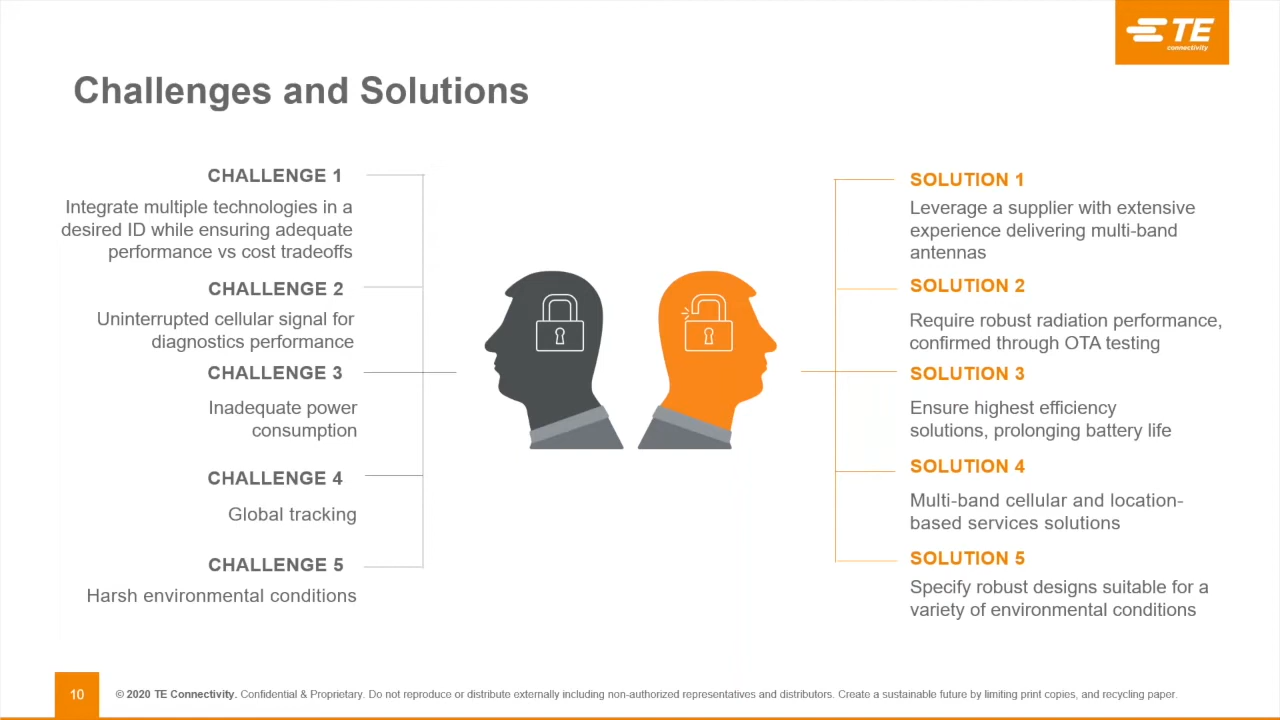 TE
connectivity
Challenges and Solutions
CHALLENGE 1
Integrate multiple technologies in a
desired ID while ensuring adequate
performance vs cost tradeoffs
CHALLENGE 2
Uninterrupted cellular signal for
diagnostics performance
CHALLENGE 3
Inadequate power
consumption
CHALLENGE 4
Global tracking
CHALLENGE 5
Harsh environmental conditions
SOLUTION 1
Leverage a supplier with extensive
experience delivering multi-band
antennas
SOLUTION 2
Require robust radiation performance,
confirmed through OTA testing
SOLUTION 3
Ensure highest efficiency
solutions, prolonging battery life
SOLUTION 4
Multi-band cellular and location-
based services solutions
SOLUTION 5
Specify robust designs suitable for a
variety of environmental conditions
10
© 2020 TE Connectivity. Confidential & Proprietary. Do not reproduce or distribute externally including non-authorized representatives and distributors. Create a sustainable future by limiting print copies, and recycling paper.